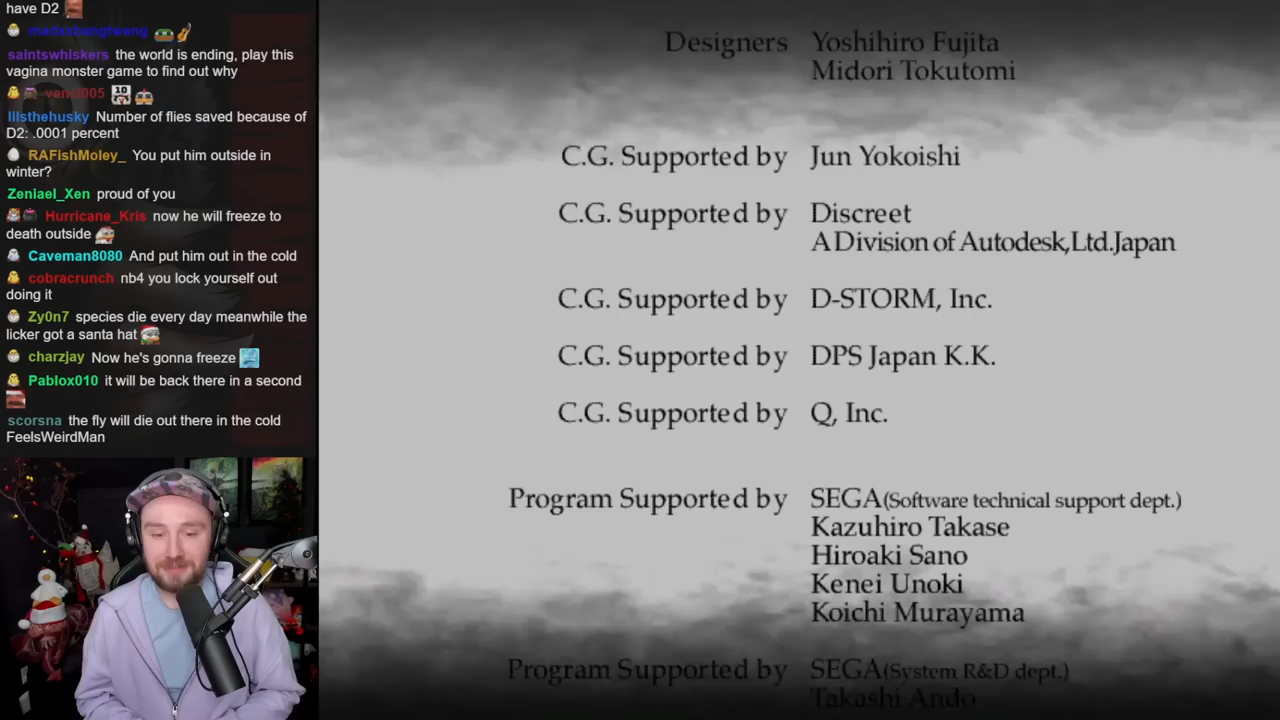 have D2
madxxbangtwang
saintswhiskers the world is ending, play this
vagina monster game to find out why
venci005
lllsthehusky Number of flies saved because of
D2: .0001 percent
RAFishMoley_ You put him outside in
winter?
Zeniael_Xen proud of you
Hurricane_Kris now he will freeze to
death outside
Caveman8080 And put him out in the cold
cobracrunch nb4 you lock yourself out
doing it
Zy0n7 species die every day meanwhile the
licker got a santa hat
charzjay Now he's gonna freeze
Pablox010 it will be back there in a second
scorsna the fly will die out there in the cold
FeelsWeirdMan
Designers Yoshihiro Fujita
Midori Tokutomi
C.G. Supported by Jun Yokoishi
C.G. Supported by Discreet
A Division of Autodesk,Ltd.Japan
C.G. Supported by D-STORM, Inc.
C.G. Supported by DPS Japan K.K.
C.G. Supported by Q, Inc.
Program Supported by SEGA(Software technical support dept.)
Kazuhiro Takase
Hiroaki Sano
Kenei Unoki
Koichi Murayama
Program Supported by SEGA(System R&D dept.)
Takashi Ando